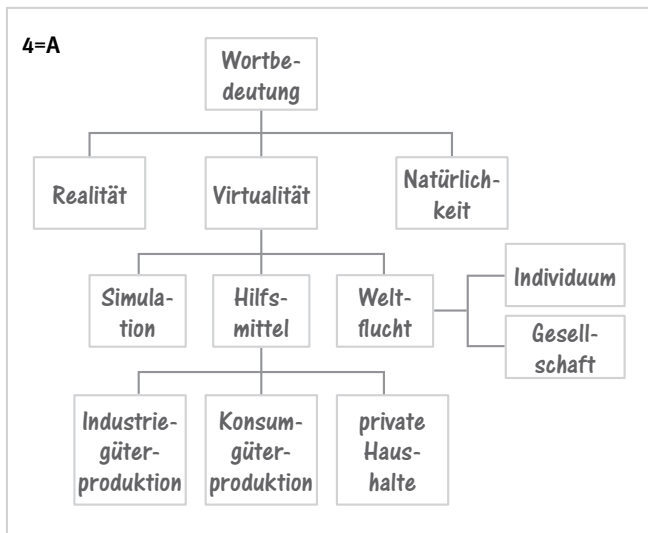 4=A
Wortbe-
deutung
Realität
Virtualität
Natürlich-
keit
Simula-
tion
Hilfs-
mittel
Welt-
flucht
Individuum
Gesell-
schaft
Industrie-
güter-
produktion
Konsum-
güter-
produktion
private
Haus-
halte